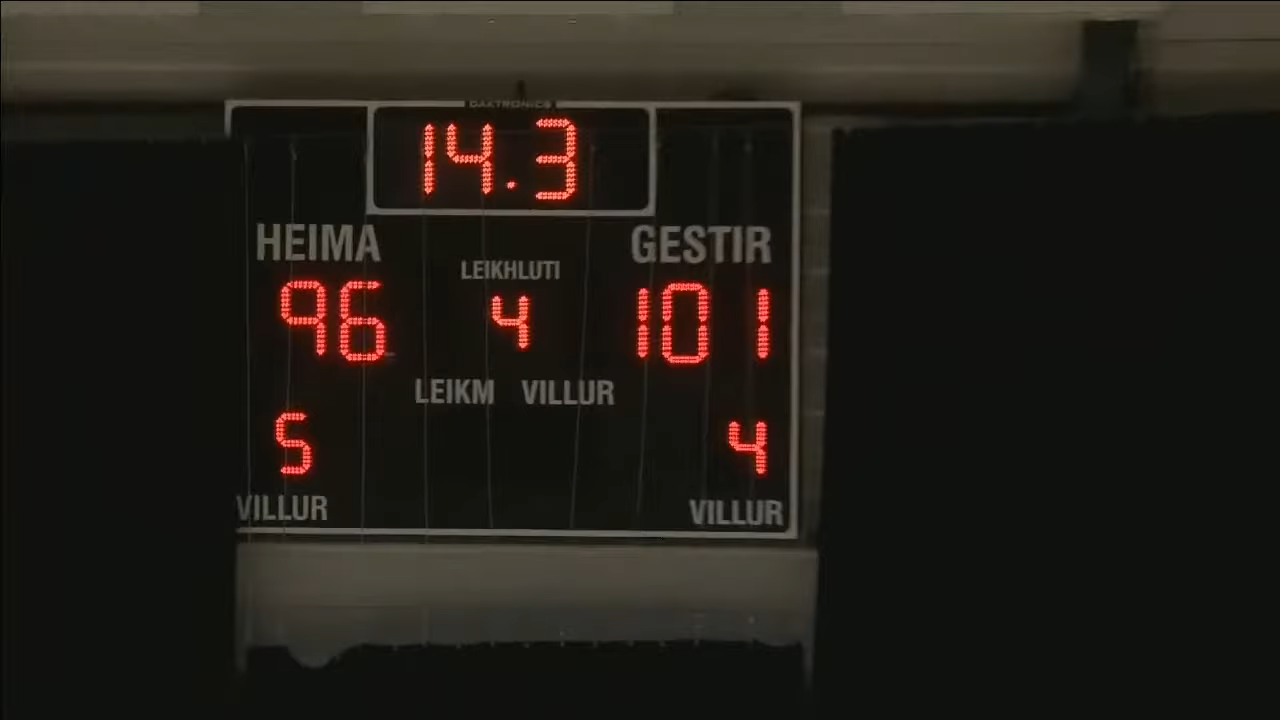 DAKTRONICS
14.3
HEIMA GESTIR
LEIKHLUTI
96 4 101
LEIKM VILLUR
5 4
VILLUR VILLUR